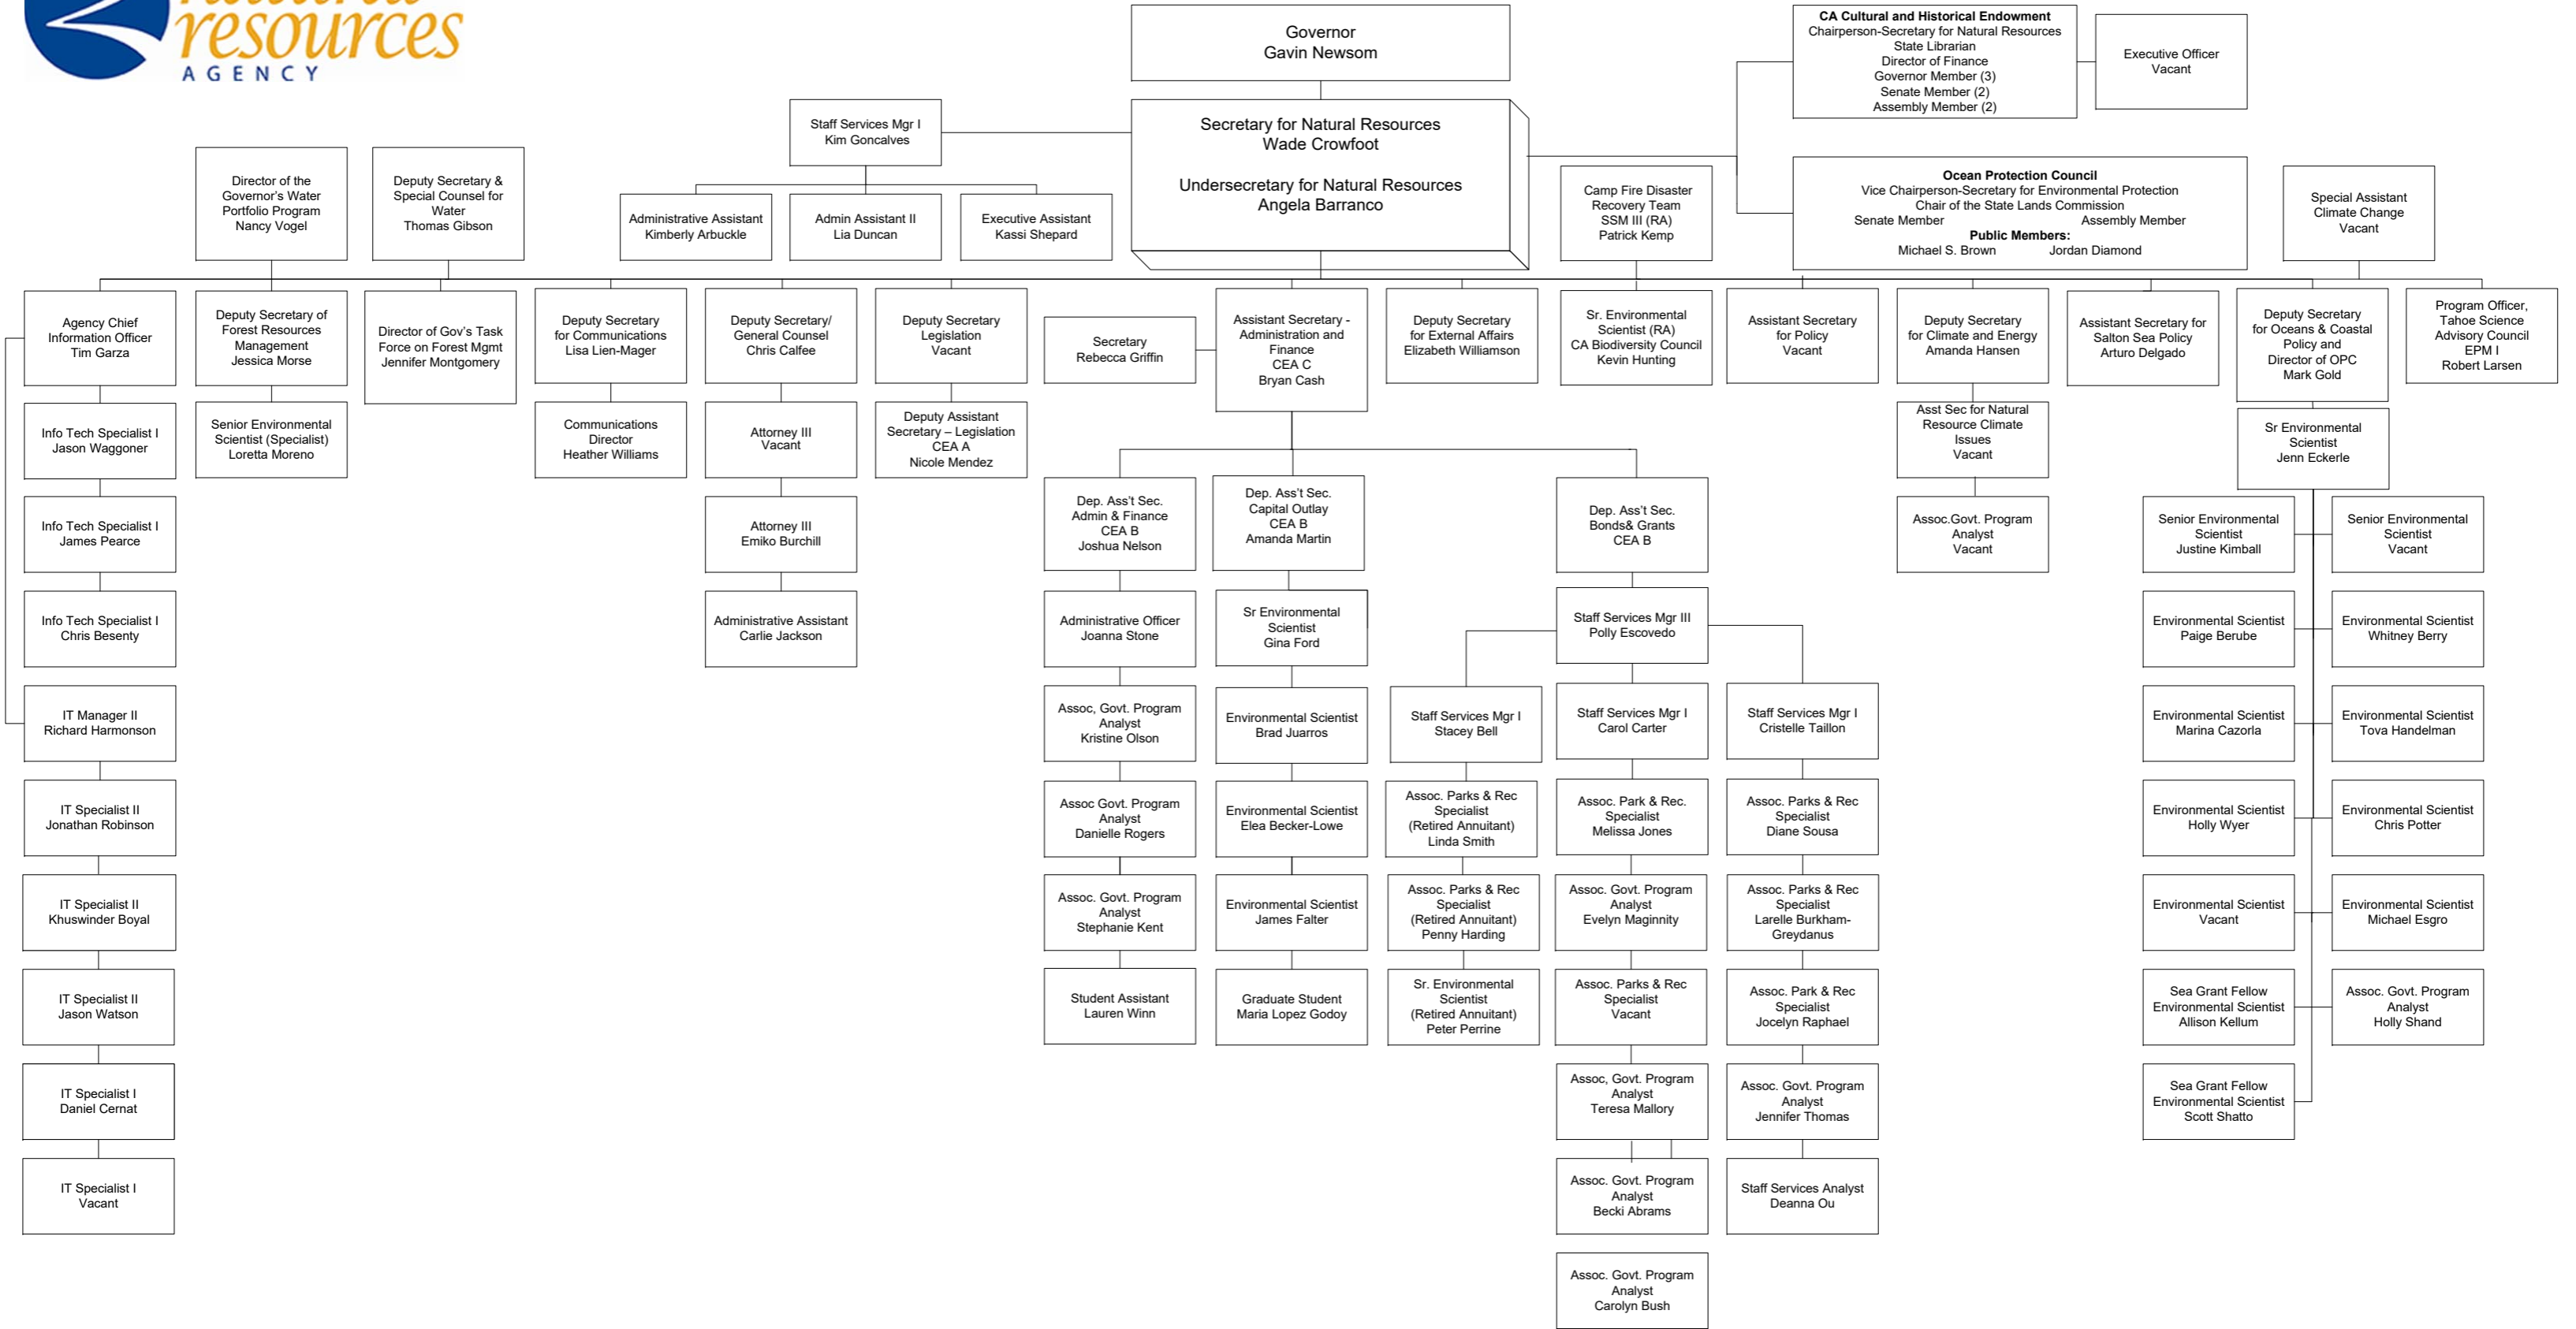 resources
AGENCY
Governor
Gavin Newsom
CA Cultural and Historical Endowment
Chairperson-Secretary for Natural Resources
State Librarian
Director of Finance
Governor Member (3)
Senate Member (2)
Assembly Member (2)
Executive Officer
Vacant
Staff Services Mgr I
Kim Goncalves
Secretary for Natural Resources
Wade Crowfoot
Undersecretary for Natural Resources
Angela Barranco
Director of the
Governor's Water
Portfolio Program
Nancy Vogel
Deputy Secretary &
Special Counsel for
Water
Thomas Gibson
Administrative Assistant
Kimberly Arbuckle
Admin Assistant II
Lia Duncan
Executive Assistant
Kassi Shepard
Camp Fire Disaster
Recovery Team
SSM III (RA)
Patrick Kemp
Ocean Protection Council
Vice Chairperson-Secretary for Environmental Protection
Chair of the State Lands Commission
Senate Member Assembly Member
Public Members:
Michael S. Brown Jordan Diamond
Special Assistant
Climate Change
Vacant
Agency Chief
Information Officer
Tim Garza
Deputy Secretary of
Forest Resources
Management
Jessica Morse
Director of Gov's Task
Force on Forest Mgmt
Jennifer Montgomery
Deputy Secretary
for Communications
Lisa Lien-Mager
Deputy Secretary/
General Counsel
Chris Calfee
Deputy Secretary
Legislation
Vacant
Secretary
Rebecca Griffin
Assistant Secretary -
Administration and
Finance
CEA C
Bryan Cash
Deputy Secretary
for External Affairs
Elizabeth Williamson
Sr. Environmental
Scientist (RA)
CA Biodiversity Council
Kevin Hunting
Assistant Secretary
for Policy
Vacant
Deputy Secretary
for Climate and Energy
Amanda Hansen
Assistant Secretary for
Salton Sea Policy
Arturo Delgado
Deputy Secretary
for Oceans & Coastal
Policy and
Director of OPC
Mark Gold
Program Officer,
Tahoe Science
Advisory Council
EPM I
Robert Larsen
Info Tech Specialist I
Jason Waggoner
Senior Environmental
Scientist (Specialist)
Loretta Moreno
Communications
Director
Heather Williams
Attorney III
Vacant
Deputy Assistant
Secretary – Legislation
CEA A
Nicole Mendez
Asst Sec for Natural
Resource Climate
Issues
Vacant
Sr Environmental
Scientist
Jenn Eckerle
Info Tech Specialist I
James Pearce
Attorney III
Emiko Burchill
Dep. Ass't Sec.
Admin & Finance
CEA B
Joshua Nelson
Dep. Ass't Sec.
Capital Outlay
CEA B
Amanda Martin
Dep. Ass't Sec.
Bonds& Grants
CEA B
Assoc.Govt. Program
Analyst
Vacant
Senior Environmental
Scientist
Justine Kimball
Senior Environmental
Scientist
Vacant
Info Tech Specialist I
Chris Besenty
Administrative Assistant
Carlie Jackson
Administrative Officer
Joanna Stone
Sr Environmental
Scientist
Gina Ford
Staff Services Mgr III
Polly Escovedo
Environmental Scientist
Paige Berube
Environmental Scientist
Whitney Berry
IT Manager II
Richard Harmonson
Assoc, Govt. Program
Analyst
Kristine Olson
Environmental Scientist
Brad Juarros
Staff Services Mgr I
Stacey Bell
Staff Services Mgr I
Carol Carter
Staff Services Mgr I
Cristelle Taillon
Environmental Scientist
Marina Cazorla
Environmental Scientist
Tova Handelman
IT Specialist II
Jonathan Robinson
Assoc Govt. Program
Analyst
Danielle Rogers
Environmental Scientist
Elea Becker-Lowe
Assoc. Parks & Rec
Specialist
(Retired Annuitant)
Linda Smith
Assoc. Park & Rec.
Specialist
Melissa Jones
Assoc. Parks & Rec
Specialist
Diane Sousa
Environmental Scientist
Holly Wyer
Environmental Scientist
Chris Potter
IT Specialist II
Khuswinder Boyal
Assoc. Govt. Program
Analyst
Stephanie Kent
Environmental Scientist
James Falter
Assoc. Parks & Rec
Specialist
(Retired Annuitant)
Penny Harding
Assoc. Govt. Program
Analyst
Evelyn Maginnity
Assoc. Parks & Rec
Specialist
Larelle Burkham-
Greydanus
Environmental Scientist
Vacant
Environmental Scientist
Michael Esgro
IT Specialist II
Jason Watson
Student Assistant
Lauren Winn
Graduate Student
Maria Lopez Godoy
Sr. Environmental
Scientist
(Retired Annuitant)
Peter Perrine
Assoc. Parks & Rec
Specialist
Vacant
Assoc. Park & Rec
Specialist
Jocelyn Raphael
Sea Grant Fellow
Environmental Scientist
Allison Kellum
Assoc. Govt. Program
Analyst
Holly Shand
IT Specialist I
Daniel Cernat
Assoc, Govt. Program
Analyst
Teresa Mallory
Assoc. Govt. Program
Analyst
Jennifer Thomas
Sea Grant Fellow
Environmental Scientist
Scott Shatto
IT Specialist I
Vacant
Assoc. Govt. Program
Analyst
Becki Abrams
Staff Services Analyst
Deanna Ou
Assoc. Govt. Program
Analyst
Carolyn Bush